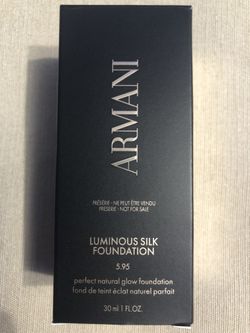 ARMANI
PRÉSÉRIE - NE PEUT ÊTRE VENDU
PRESERIE - NOT FOR SALE
LUMINOUS SILK
FOUNDATION
5.95
perfect natural glow foundation
fond de teint éclat naturel parfait
30 ml 1 FL.OZ.